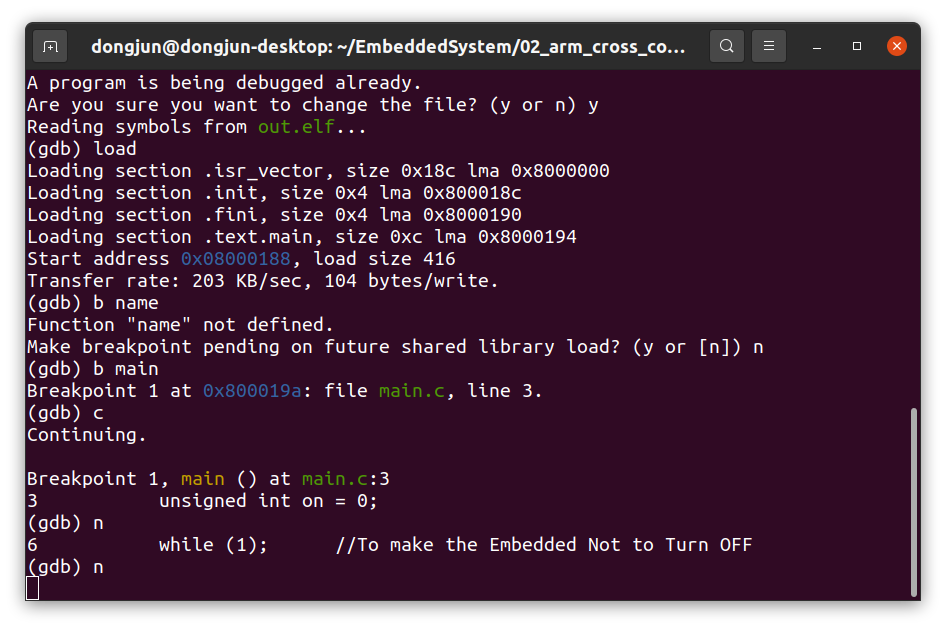 dongjun@dongjun-desktop: ~/EmbeddedSystem/02_arm_cross_co...
A program is being debugged already.
Are you sure you want to change the file? (y or n) y
Reading symbols from out.elf...
(gdb) load
Loading section .isr_vector, size 0x18c lma 0x8000000
Loading section .init, size 0x4 lma 0x800018c
Loading section .fini, size 0x4 lma 0x8000190
Loading section .text.main, size 0xc lma 0x8000194
Start address 0x08000188, load size 416
Transfer rate: 203 KB/sec, 104 bytes/write.
(gdb) b name
Function "name" not defined.
Make breakpoint pending on future shared library load? (y or [n]) n
(gdb) b main
Breakpoint 1 at 0x800019a: file main.c, line 3.
(gdb) c
Continuing.
Breakpoint 1, main () at main.c:3
3 unsigned int on = 0;
(gdb) n
6 while (1); //To make the Embedded Not to Turn OFF
(gdb) n